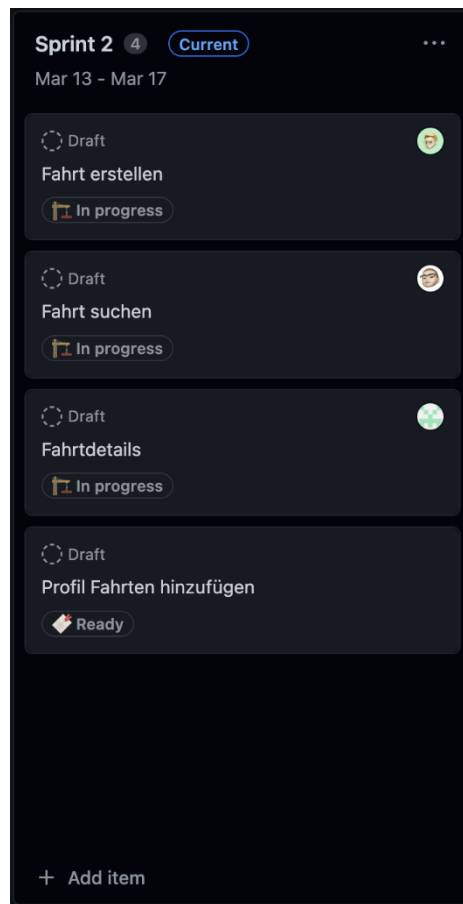 Sprint 2 4 Current
Mar 13 - Mar 17
Draft
Fahrt erstellen
In progress
Draft
Fahrt suchen
In progress
Draft
Fahrtdetails
In progress
Draft
Profil Fahrten hinzufügen
Ready
+ Add item